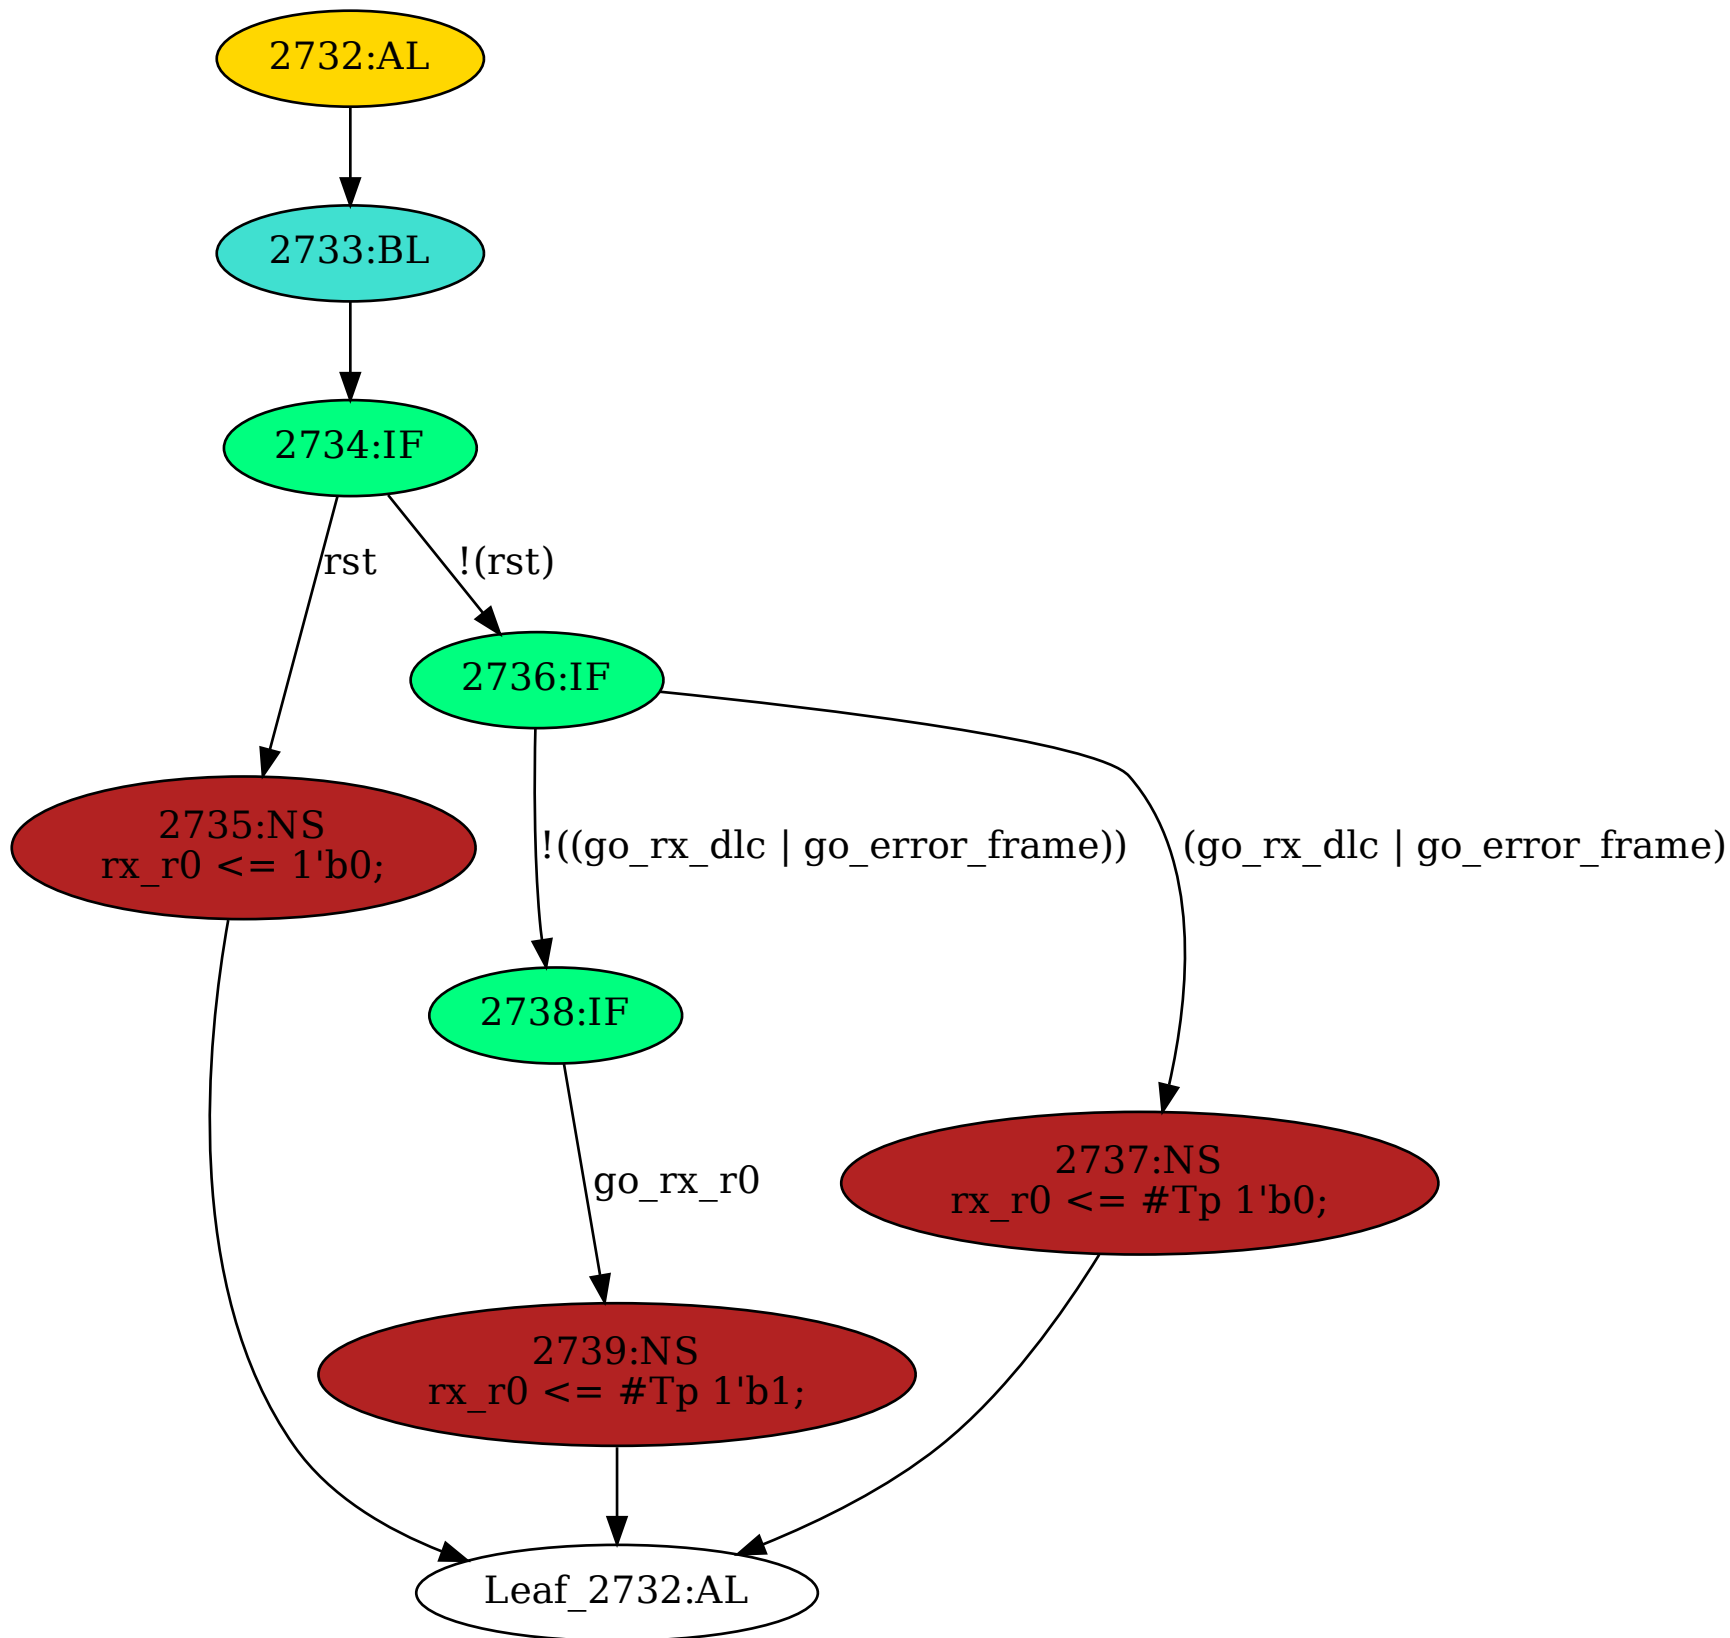 2732:AL
2733:BL
2734:IF
rst
!(rst)
2736:IF
2735:NS
rx_r0 <= 1'b0;
!((go_rx_dlc | go_error_frame))
(go_rx_dlc | go_error_frame)
2738:IF
go_rx_r0
2737:NS
rx_r0 <= #Tp 1'b0;
2739:NS
rx_r0 <= #Tp 1'b1;
Leaf_2732:AL